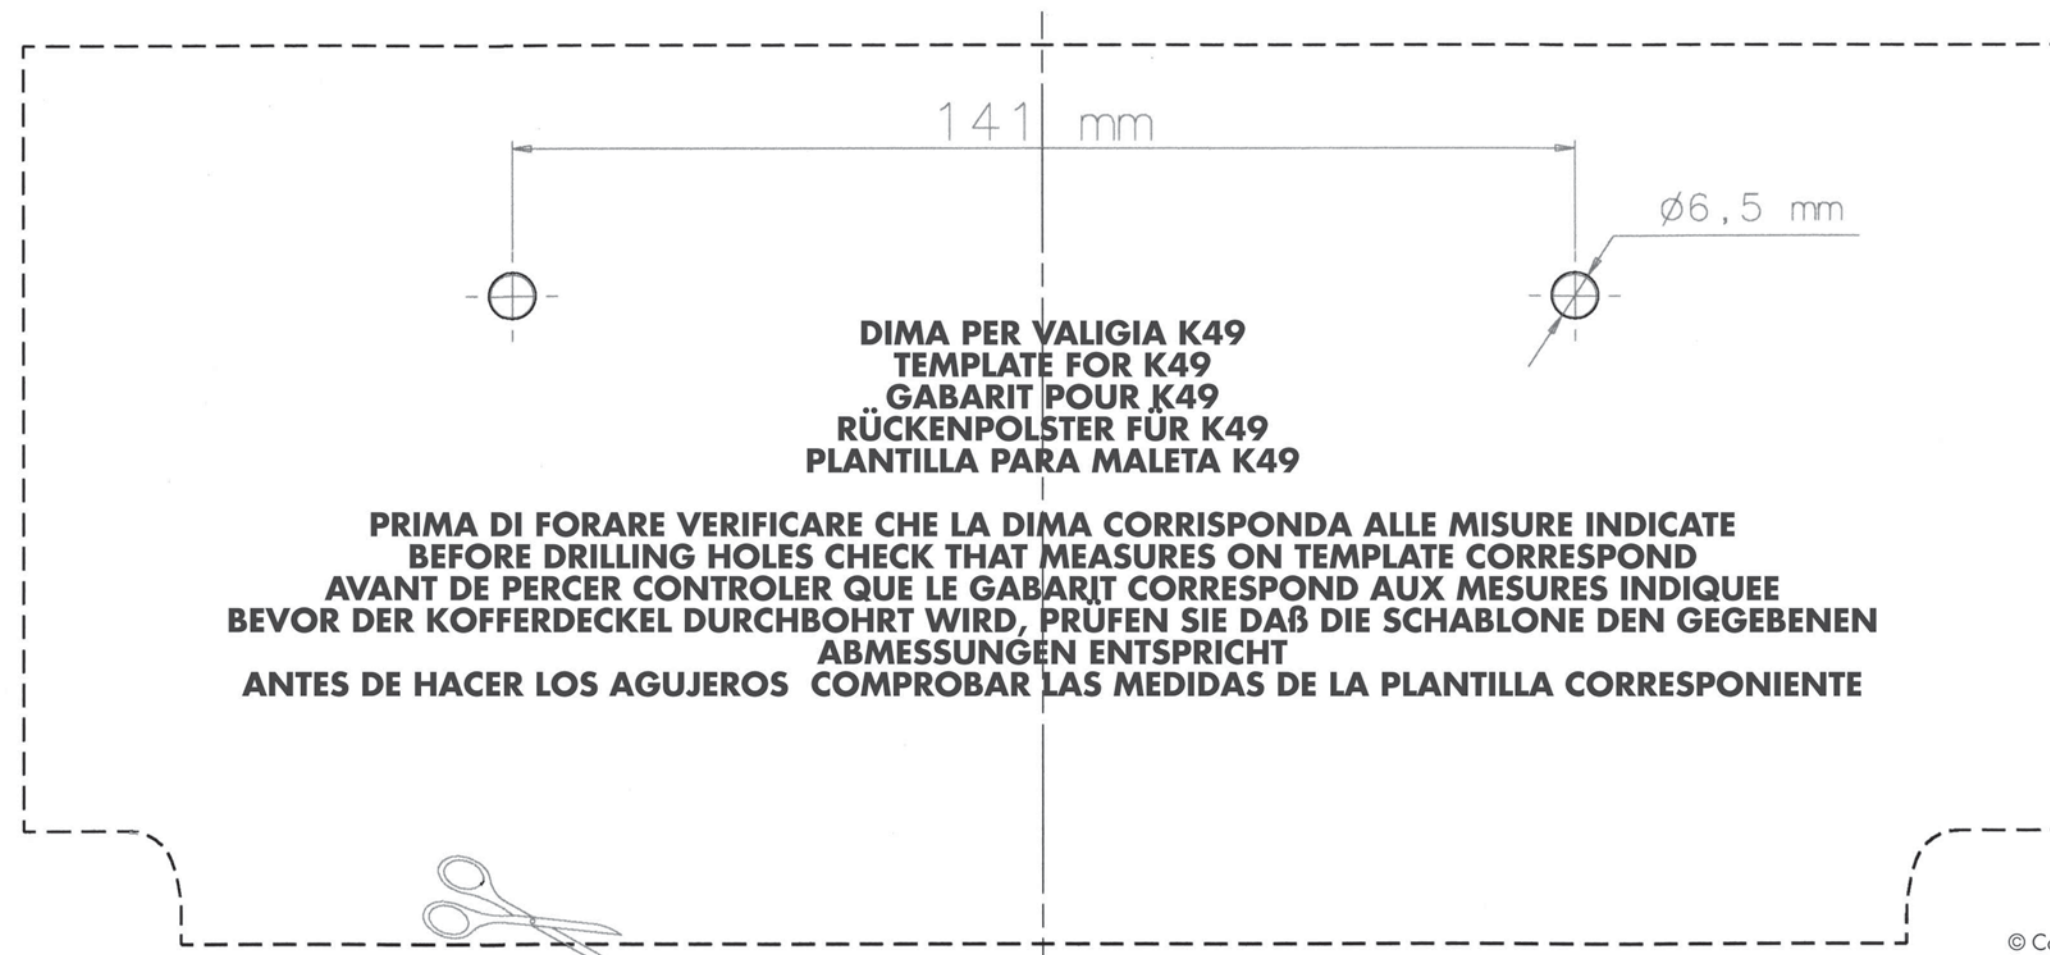 141 mm
Ø6,5 mm
DIMA PER VALIGIA K49
TEMPLATE FOR K49
GABARIT POUR K49
RÜCKENPOLSTER FÜR K49
PLANTILLA PARA MALETA K49
PRIMA DI FORARE VERIFICARE CHE LA DIMA CORRISPONDA ALLE MISURE INDICATE
BEFORE DRILLING HOLES CHECK THAT MEASURES ON TEMPLATE CORRESPOND
AVANT DE PERCER CONTROLER QUE LE GABARIT CORRESPOND AUX MESURES INDIQUEE
BEVOR DER KOFFERDECKEL DURCHBOHRT WIRD, PRÜFEN SIE DAß DIE SCHABLONE DEN GEGEBENEN
ABMESSUNGEN ENTSPRICHT
ANTES DE HACER LOS AGUJEROS COMPROBAR LAS MEDIDAS DE LA PLANTILLA CORRESPONIENTE
©